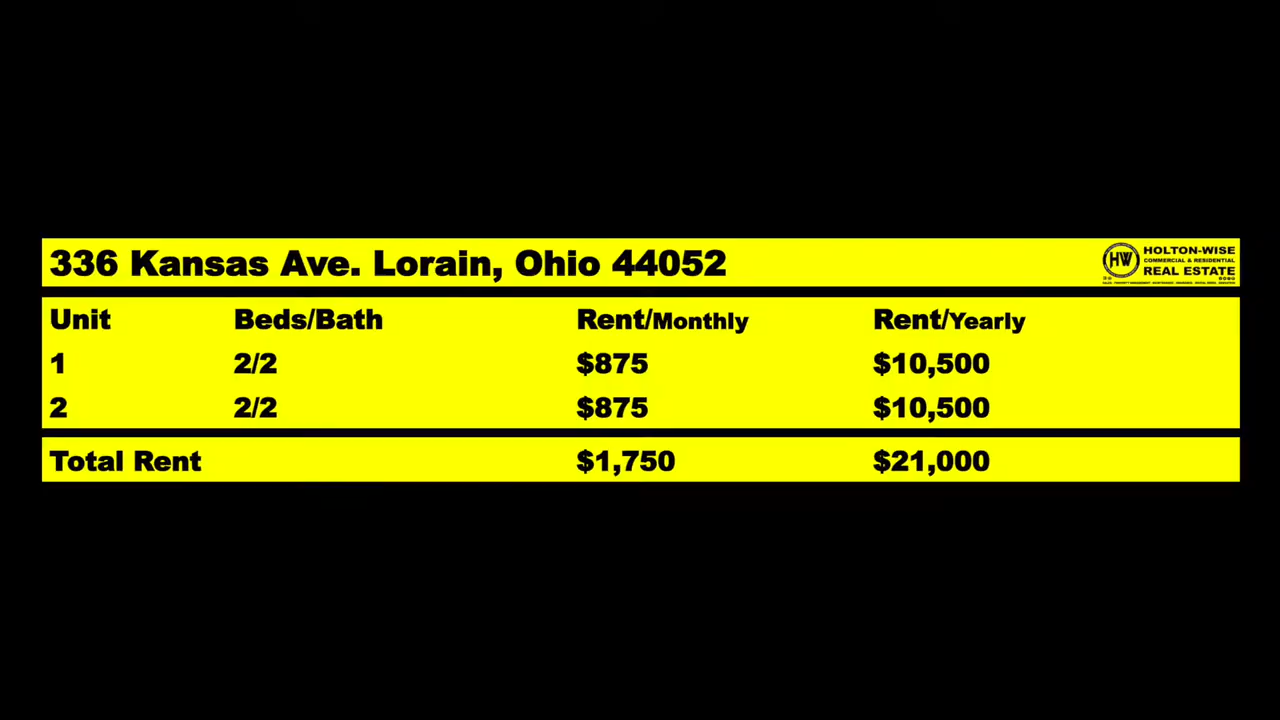 336 Kansas Ave. Lorain, Ohio 44052
HOLTON-WISE
COMMERCIAL & RESIDENTIAL
REAL ESTATE
Unit Beds/Bath Rent/Monthly Rent/Yearly
1 2/2 $875 $10,500
2 2/2 $875 $10,500
Total Rent $1,750 $21,000